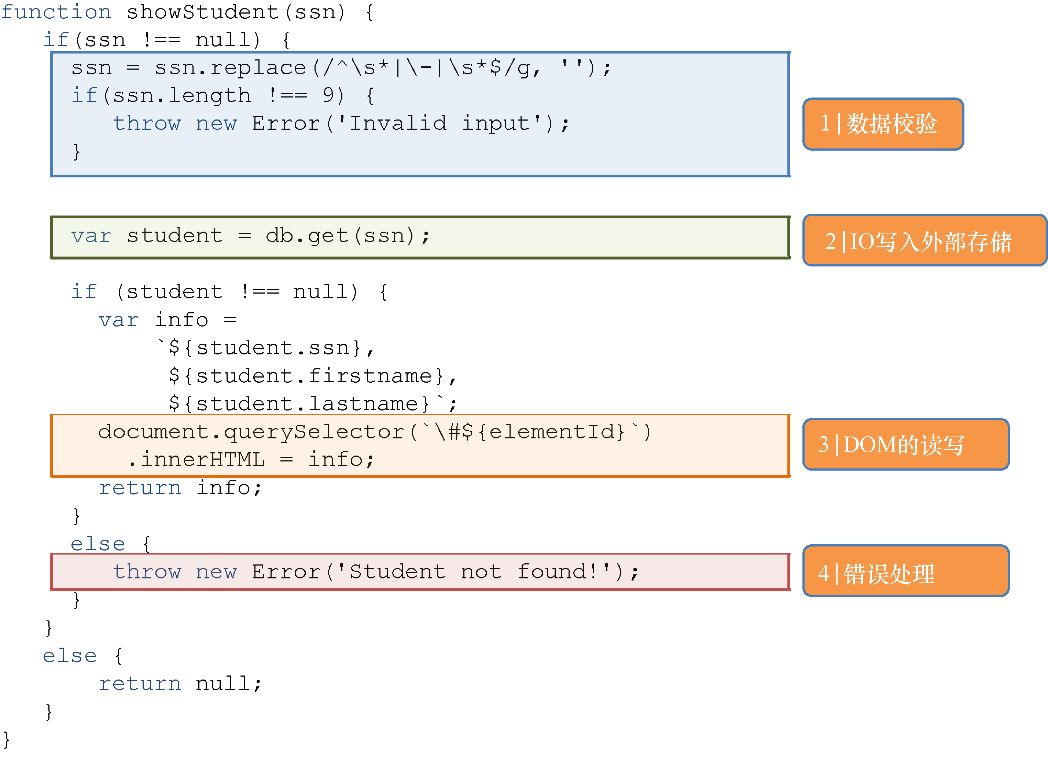 function showStudent(ssn) {
if(ssn !== null) {
ssn = ssn.replace(/^\s*|\-|\s*$/g, '');
if(ssn.length !== 9) {
throw new Error('Invalid input');
}
1|数据校验
var student = db.get(ssn);
2|IO写入外部存储
if (student !== null) {
var info =
`${student.ssn},
${student.firstname},
${student.lastname}`;
document.querySelector(`\#${elementId}`)
.innerHTML = info;
3|DOM的读写
return info;
}
else {
throw new Error('Student not found!');
4|错误处理
}
}
else {
return null;
}
}